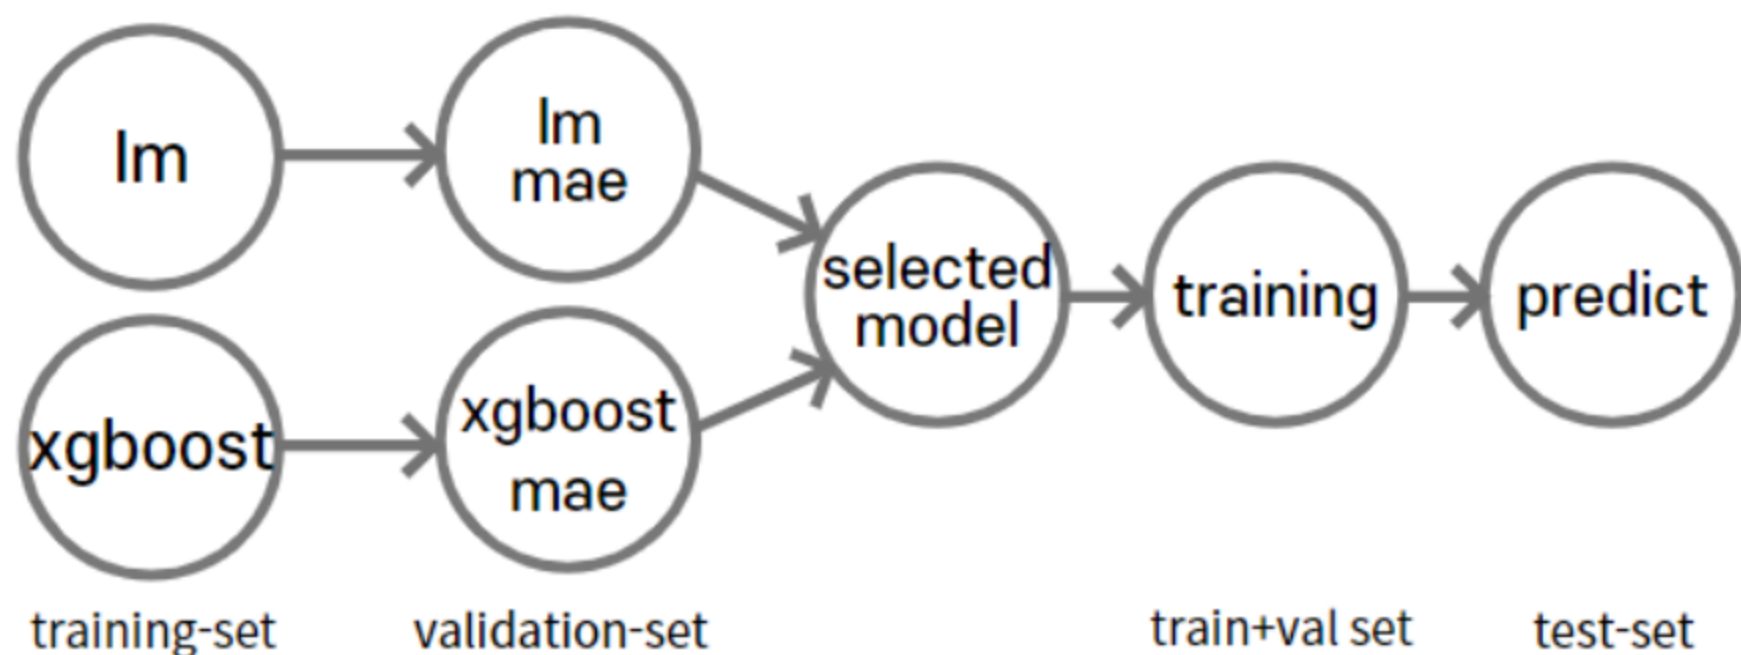 lm
lm
mae
xgboost
xgboost
mae
selected
model
training
predict
training-set
validation-set
train+val set
test-set